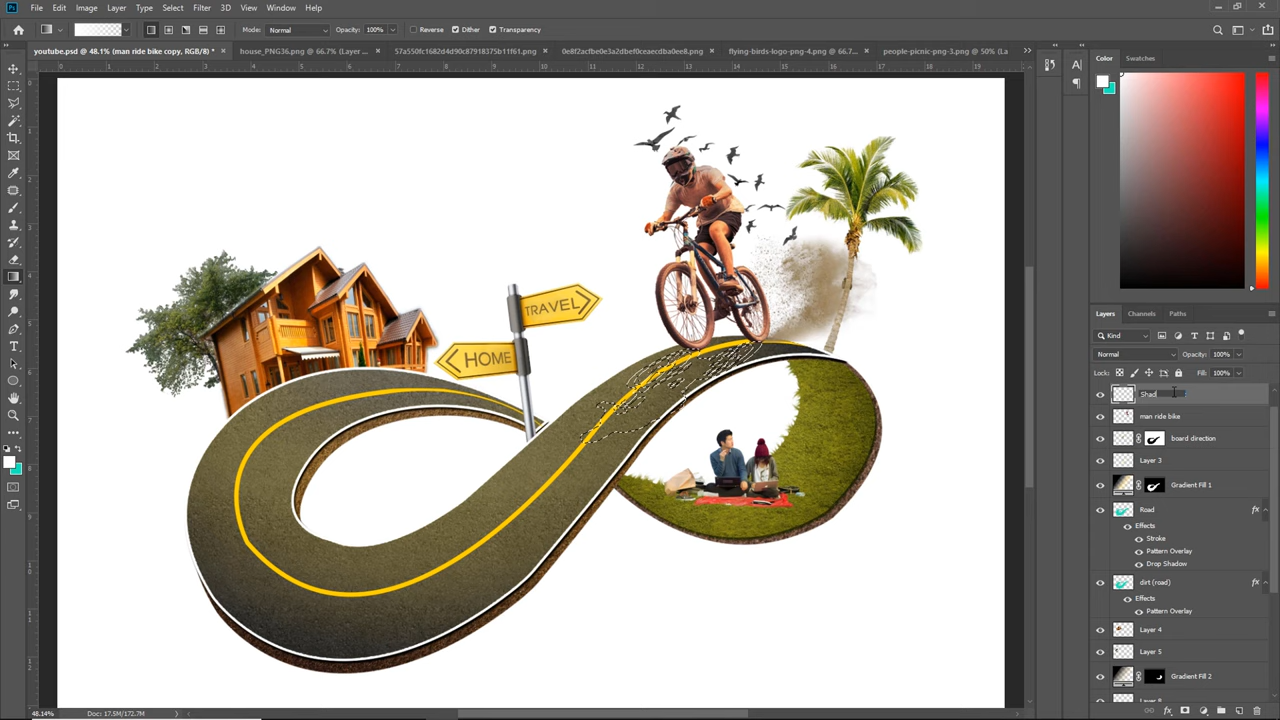 Ps File Edit Image Layer Type Select Filter 3D View Window Help
Mode: Normal Opacity: 100% Reverse Dither Transparency
youtube.psd @ 48.1% (man ride bike copy, RGB/8) * × house_PNG36.png @ 66.7% (Layer ... × 57a550fc1682d4d90c87918375el1f61.png × 0e8f2acfbe0e3a2dbef0ceaecdba0ee8.png × flying-birds-logo-png-4.png @ 66.7... × people-picnic-png-3.png @ 50% (La
Color Swatches
TRAVEL
HOME
Layers Channels Paths
Kind
Normal Opacity: 100%
Lock: Fill: 100%
Shad
man ride bike
board direction
Layer 3
Gradient Fill 1
Road fx
Effects
Stroke
Pattern Overlay
Drop Shadow
dirt (road) fx
Effects
Pattern Overlay
Layer 4
Layer 5
Gradient Fill 2
48.14% Doc: 17.5M/172.7M